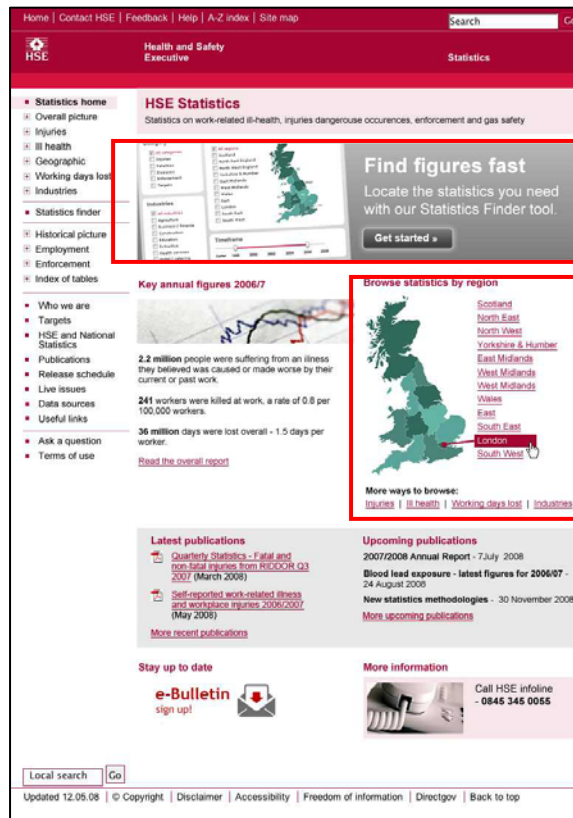 Home | Contact HSE | Feedback | Help | A-Z index | Site map
Search
Go
HSE
Health and Safety
Executive
Statistics
Statistics home
Overall picture
Injuries
Ill health
Geographic
Working days lost
Industries
Statistics finder
Historical picture
Employment
Enforcement
Index of tables
Who we are
Targets
HSE and National
Statistics
Publications
Release schedule
Live issues
Data sources
Useful links
Ask a question
Terms of use
HSE Statistics
Statistics on work-related ill-health, injuries dangerouse occurences, enforcement and gas safety
Industries
Timeframe
Find figures fast
Locate the statistics you need
with our Statistics Finder tool.
Get started »
Key annual figures 2006/7
2.2 million people were suffering from an illness
they believed was caused or made worse by their
current or past work.
241 workers were killed at work, a rate of 0.8 per
100,000 workers.
36 million days were lost overall - 1.5 days per
worker.
Read the overall report
Browse statistics by region
Scotland
North East
North West
Yorkshire & Humber
East Midlands
West Midlands
West Midlands
Wales
East
South East
London
South West
More ways to browse:
Injuries | Ill health | Working days lost | Industries
Latest publications
Quarterly Statistics - Fatal and
non-fatal injuries from RIDDOR Q3
2007 (March 2008)
Self-reported work-related illness
and workplace injuries 2006/2007
(May 2008)
More recent publications
Upcoming publications
2007/2008 Annual Report - 7July 2008
Blood lead exposure - latest figures for 2006/07 -
24 August 2008
New statistics methodologies - 30 November 2008
More upcoming publications
Stay up to date
e-Bulletin
sign up!
More information
Call HSE infoline
- 0845 345 0055
Local search
Go
Updated 12.05.08 | © Copyright | Disclaimer | Accessibility | Freedom of information | Directgov | Back to top